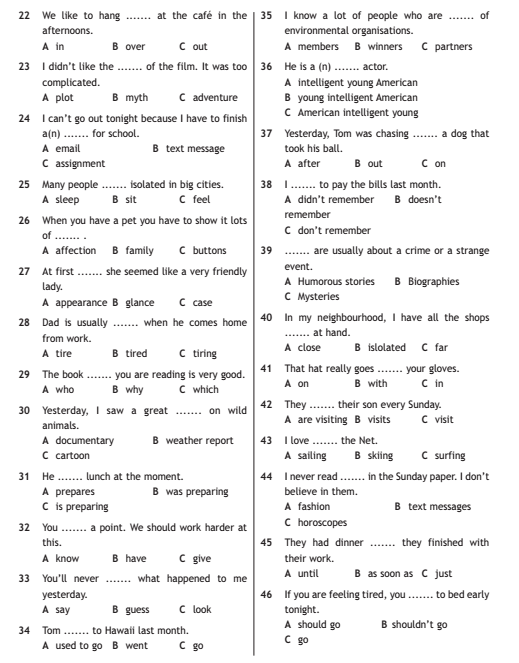 22 We like to hang ....... at the café in the
afternoons.
A in B over C out
23 I didn't like the ....... of the film. It was too
complicated.
A plot B myth C adventure
24 I can't go out tonight because I have to finish
a(n) ....... for school.
A email B text message
C assignment
25 Many people ....... isolated in big cities.
A sleep B sit C feel
26 When you have a pet you have to show it lots
of ....... .
A affection B family C buttons
27 At first ....... she seemed like a very friendly
lady.
A appearance B glance C case
28 Dad is usually ....... when he comes home
from work.
A tire B tired C tiring
29 The book ....... you are reading is very good.
A who B why C which
30 Yesterday, I saw a great ....... on wild
animals.
A documentary B weather report
C cartoon
31 He ....... lunch at the moment.
A prepares B was preparing
C is preparing
32 You ....... a point. We should work harder at
this.
A know B have C give
33 You'll never ....... what happened to me
yesterday.
A say B guess C look
34 Tom ....... to Hawaii last month.
A used to go B went C go
35 I know a lot of people who are ....... of
environmental organisations.
A members B winners C partners
36 He is a (n) ....... actor.
A intelligent young American
B young intelligent American
C American intelligent young
37 Yesterday, Tom was chasing ....... a dog that
took his ball.
A after B out C on
38 I ....... to pay the bills last month.
A didn't remember B doesn't
remember
C don't remember
39 ....... are usually about a crime or a strange
event.
A Humorous stories B Biographies
C Mysteries
40 In my neighbourhood, I have all the shops
....... at hand.
A close B islolated C far
41 That hat really goes ....... your gloves.
A on B with C in
42 They ....... their son every Sunday.
A are visiting B visits C visit
43 I love ....... the Net.
A sailing B skiing C surfing
44 I never read ....... in the Sunday paper. I don't
believe in them.
A fashion B text messages
C horoscopes
45 They had dinner ....... they finished with
their work.
A until B as soon as C just
46 If you are feeling tired, you ....... to bed early
tonight.
A should go B shouldn't go
C go